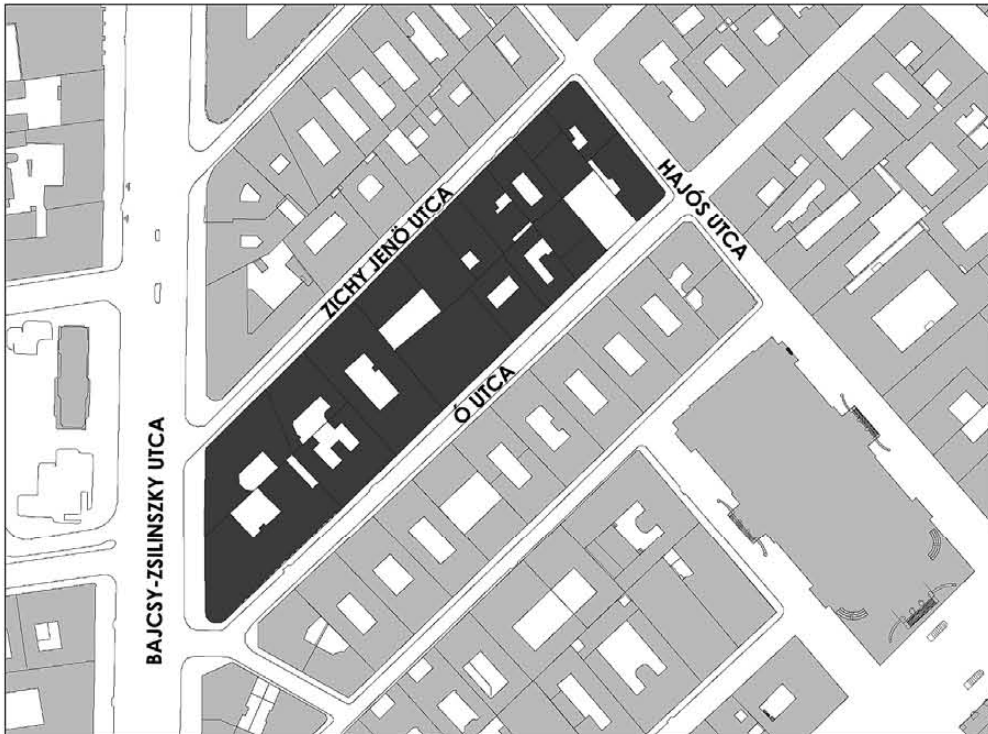 ZICHY JENŐ UTCA
HAJÓS UTCA
Ó UTCA
BAJCSY-ZSILINSZKY UTCA